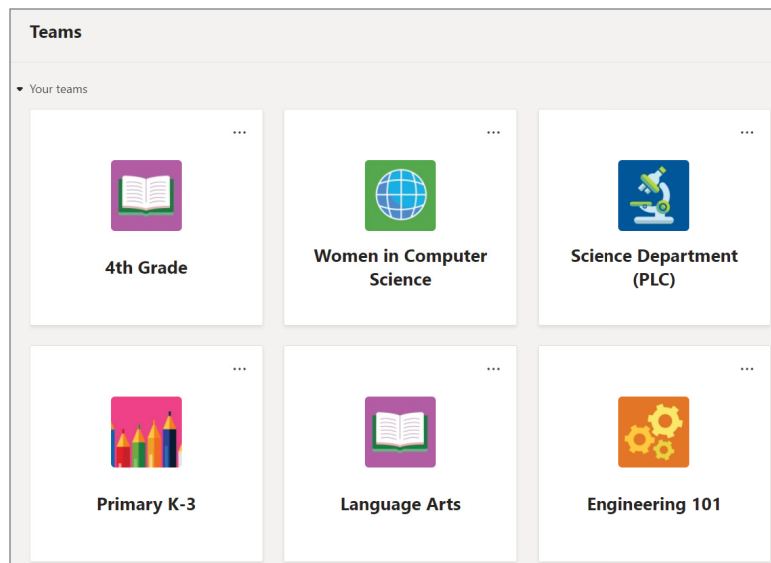 Teams
Your teams
...
...
...
4th Grade
Women in Computer
Science
Science Department
(PLC)
...
...
...
Primary K-3
Language Arts
Engineering 101